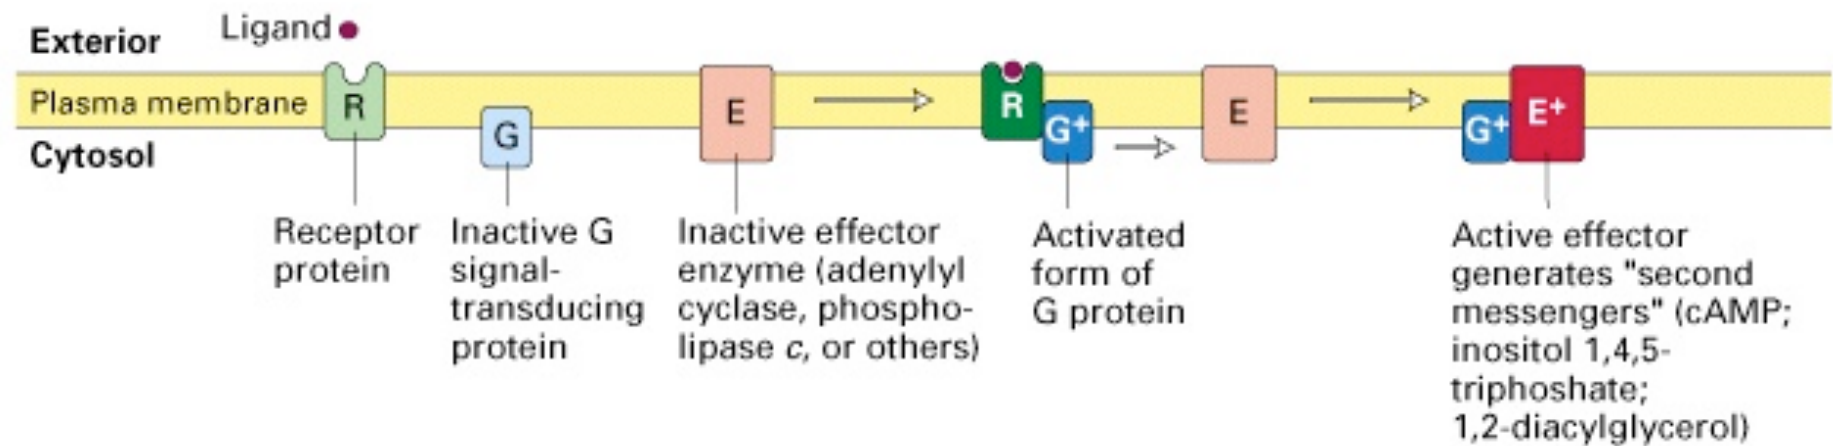 Exterior
Ligand
Plasma membrane
R
G
E
R
G+
E
G+
E+
Cytosol
Receptor
protein
Inactive G
signal-
transducing
protein
Inactive effector
enzyme (adenylyl
cyclase, phospho-
lipase c, or others)
Activated
form of
G protein
Active effector
generates "second
messengers" (cAMP;
inositol 1,4,5-
triphoshate;
1,2-diacylglycerol)